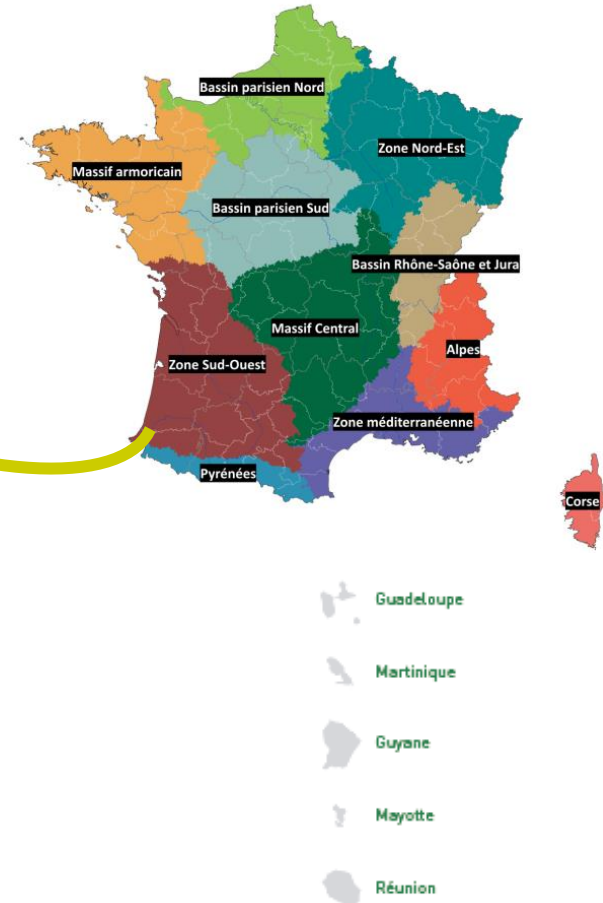 Bassin parisien Nord
Zone Nord-Est
Massif armoricain
Bassin parisien Sud
Bassin Rhône-Saône et Jura
Massif Central
Alpes
Zone Sud-Ouest
Zone méditerranéenne
Pyrénées
Corse
Guadeloupe
Martinique
Guyane
Mayotte
Réunion